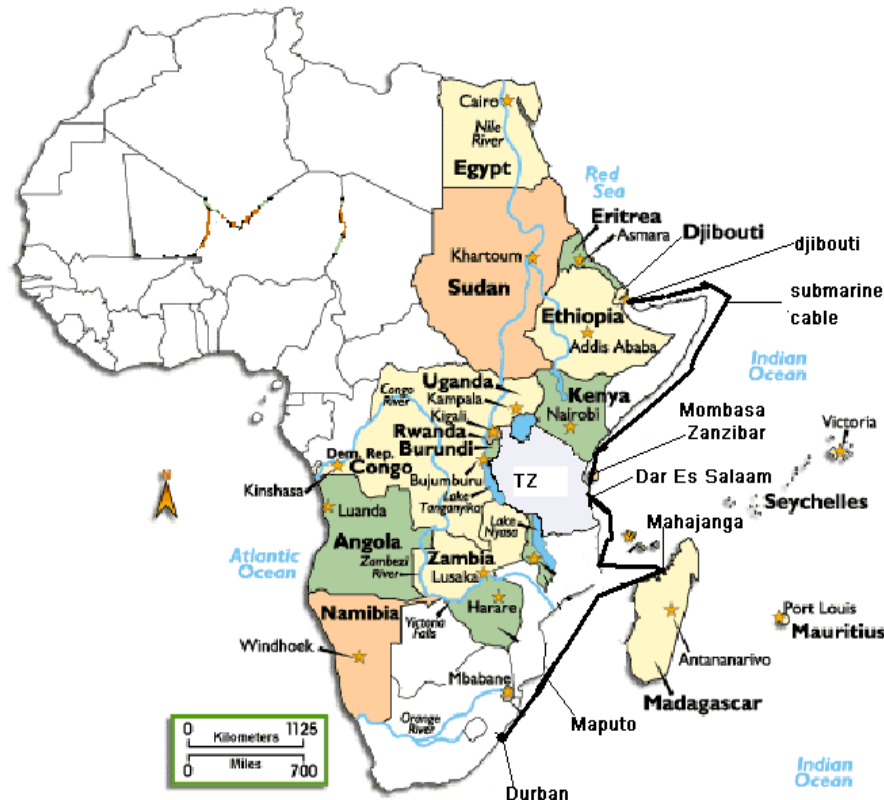 Cairo
Nile
River
Egypt
Red
Sea
Eritrea
Asmara
Djibouti
djibouti
Khartoum
Sudan
submarine
cable
Ethiopia
Addis Ababa
Indian
Ocean
Uganda
Kampala
Kigali
Kenya
Nairobi
Congo
River
Rwanda
Burundi
Mombasa
Zanzibar
Victoria
Dem. Rep.
Congo
Kinshasa
Bujumburu
Lake
Tanganyika
TZ
Dar Es Salaam
Seychelles
N
Luanda
Angola
Lake
Nyasa
Mahajanga
Atlantic
Ocean
Zambezi
River
Zambia
Lusaka
Harare
Namibia
Victoria
Falls
Port Louis
Mauritius
Windhoek
Mbabane
Antananarivo
Madagascar
Orange
River
Maputo
0 1125
Kilometers
Miles
0 700
Durban
Indian
Ocean